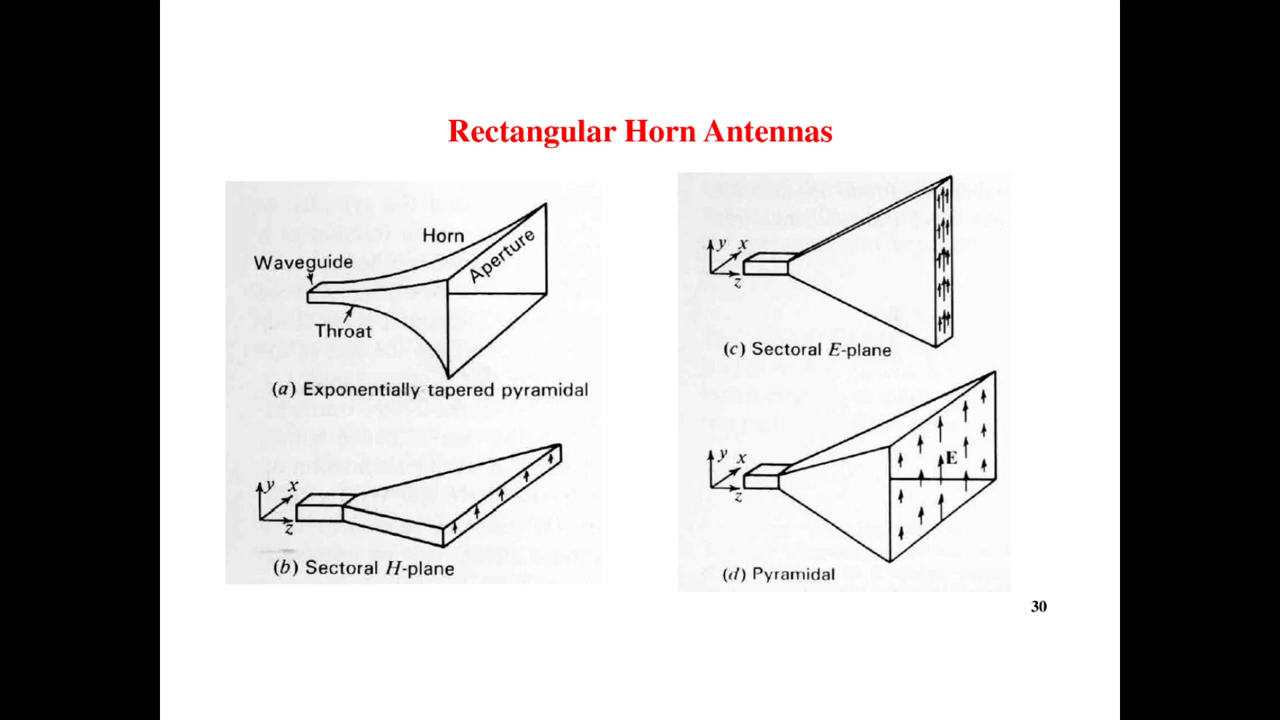 Rectangular Horn Antennas
Horn
Aperture
Waveguide
Throat
(a) Exponentially tapered pyramidal
y x
z
(b) Sectoral H-plane
y x
z
(c) Sectoral E-plane
y x
z
E
(d) Pyramidal
30